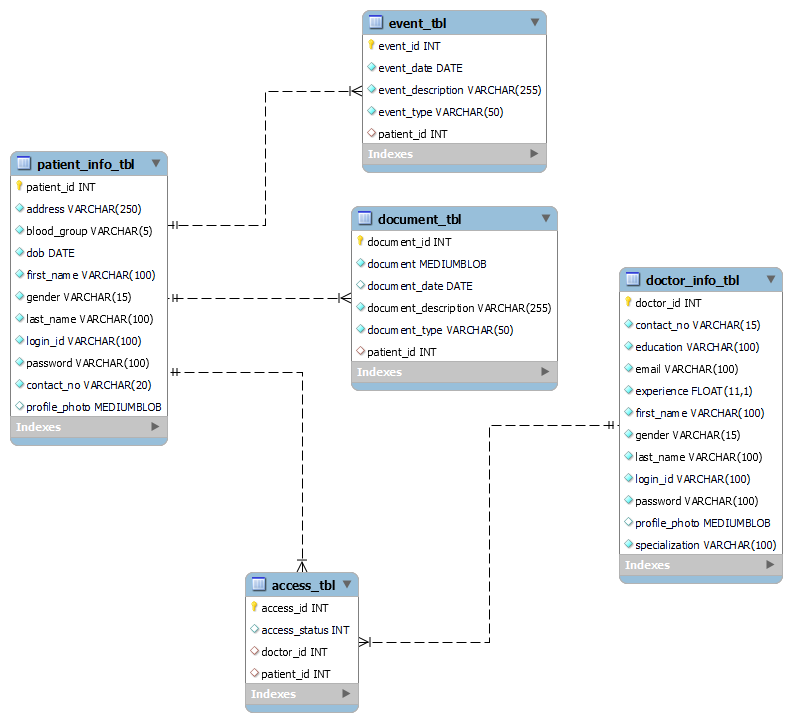 event_tbl
event_id INT
event_date DATE
event_description VARCHAR(255)
event_type VARCHAR(50)
patient_id INT
Indexes
patient_info_tbl
patient_id INT
address VARCHAR(250)
blood_group VARCHAR(5)
dob DATE
first_name VARCHAR(100)
gender VARCHAR(15)
last_name VARCHAR(100)
login_id VARCHAR(100)
password VARCHAR(100)
contact_no VARCHAR(20)
profile_photo MEDIUMBLOB
Indexes
document_tbl
document_id INT
document MEDIUMBLOB
document_date DATE
document_description VARCHAR(255)
document_type VARCHAR(50)
patient_id INT
Indexes
doctor_info_tbl
doctor_id INT
contact_no VARCHAR(15)
education VARCHAR(100)
email VARCHAR(100)
experience FLOAT(11,1)
first_name VARCHAR(100)
gender VARCHAR(15)
last_name VARCHAR(100)
login_id VARCHAR(100)
password VARCHAR(100)
profile_photo MEDIUMBLOB
specialization VARCHAR(100)
Indexes
access_tbl
access_id INT
access_status INT
doctor_id INT
patient_id INT
Indexes